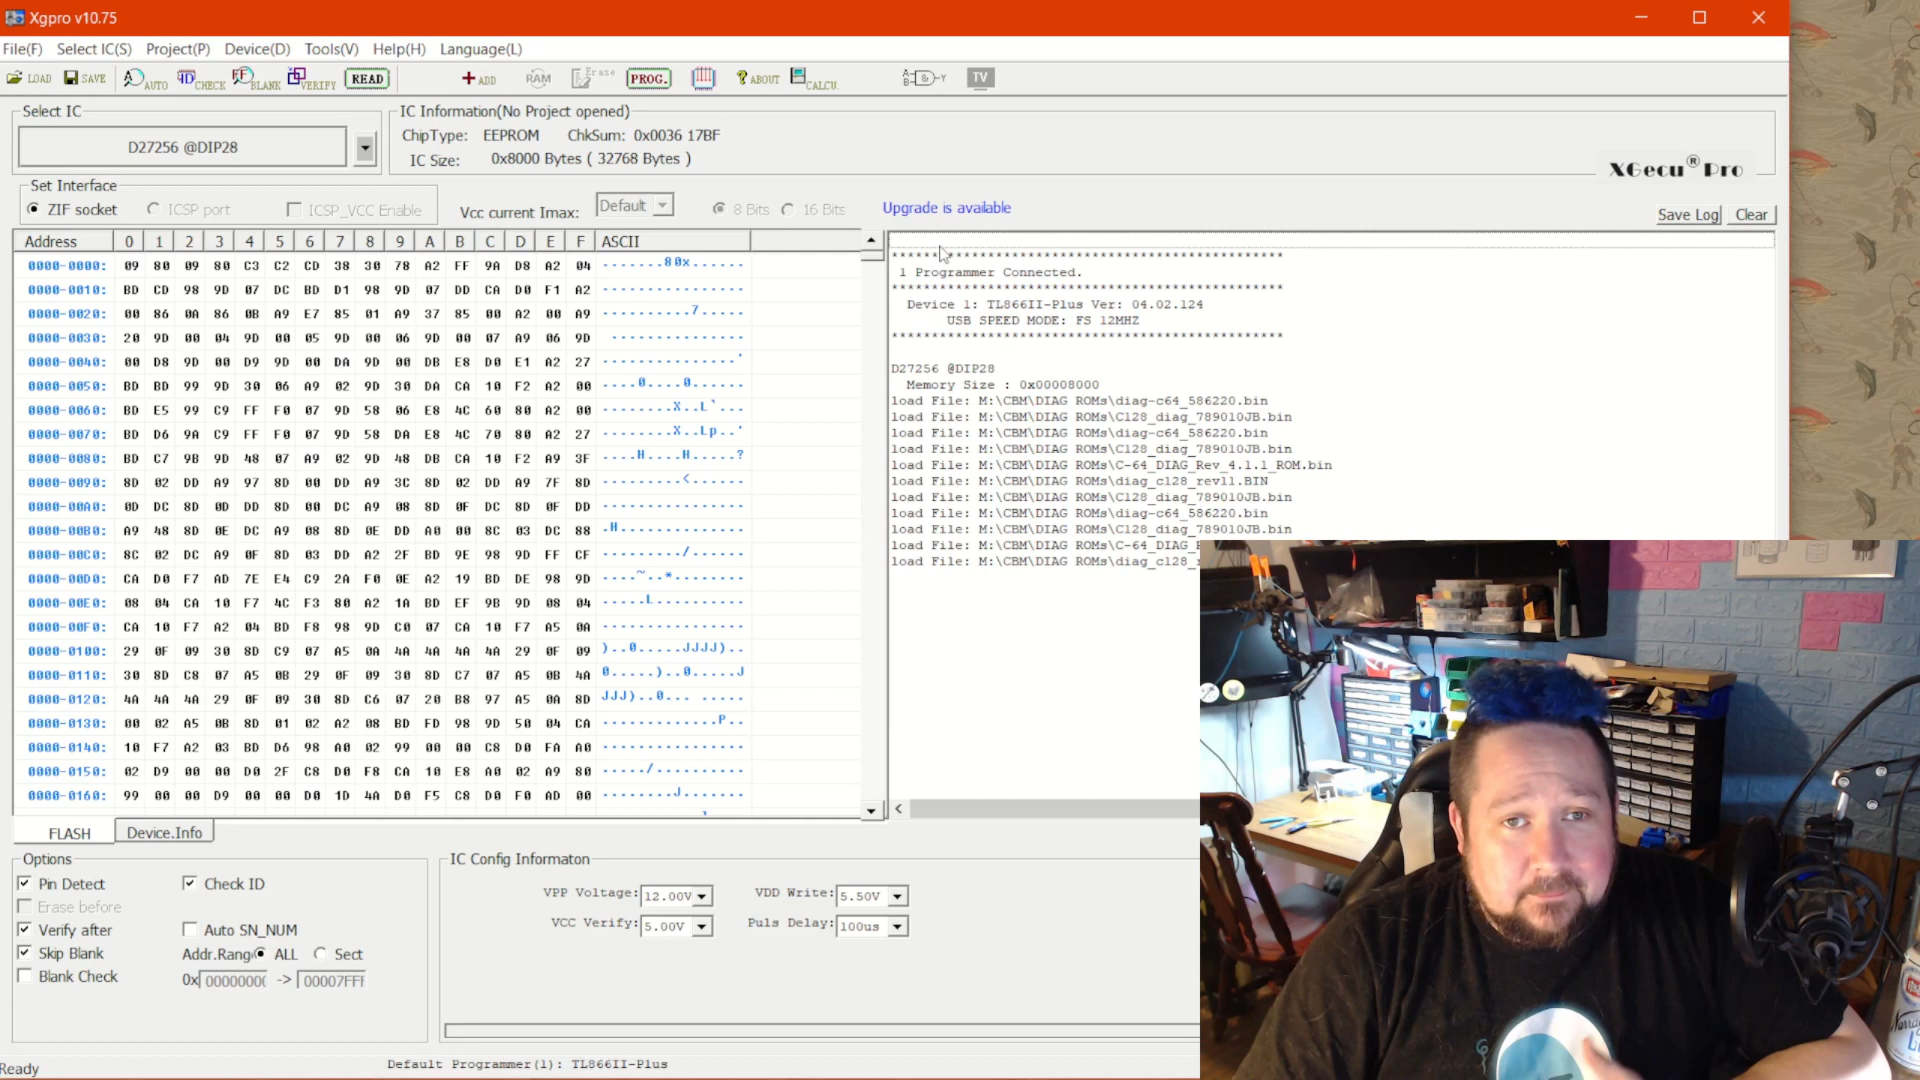 Xgpro v10.75
File(F) Select IC(S) Project(P) Device(D) Tools(V) Help(H) Language(L)
LOAD SAVE AUTO CHECK BLANK VERIFY READ ADD RAM Erase PROG. ABOUT CALCU. TV
Select IC
D27256 @DIP28
IC Information(No Project opened)
ChipType: EEPROM ChkSum: 0x0036 17BF
IC Size: 0x8000 Bytes ( 32768 Bytes )
XGecu® Pro
Set Interface
ZIF socket ICSP port ICSP_VCC Enable
Vcc current Imax: Default 8 Bits 16 Bits
Upgrade is available
Save Log Clear
Address 0 1 2 3 4 5 6 7 8 9 A B C D E F ASCII
0000-0000: 09 80 09 80 C3 C2 CD 38 30 78 A2 FF 9A D8 A2 04 .......80x......
0000-0010: BD CD 98 9D 07 DC BD D1 98 9D 07 DD CA D0 F1 A2 ................
0000-0020: 00 86 0A 86 0B A9 E7 85 01 A9 37 85 00 A2 00 A9 ..........7.....
0000-0030: 20 9D 00 04 9D 00 05 9D 00 06 9D 00 07 A9 06 9D ...............
0000-0040: 00 D8 9D 00 D9 9D 00 DA 9D 00 DB E8 D0 E1 A2 27 ...............'
0000-0050: BD BD 99 9D 30 06 A9 02 9D 30 DA CA 10 F2 A2 00 ....0....0......
0000-0060: BD E5 99 C9 FF F0 07 9D 58 06 E8 4C 60 80 A2 00 ........X..L`...
0000-0070: BD D6 9A C9 FF F0 07 9D 58 DA E8 4C 70 80 A2 27 ........X..Lp..'
0000-0080: BD C7 9B 9D 48 07 A9 02 9D 48 DB CA 10 F2 A9 3F ....H....H.....?
0000-0090: 8D 02 DD A9 97 8D 00 DD A9 3C 8D 02 DD A9 7F 8D .........<......
0000-00A0: 0D DC 8D 0D DD 8D 00 DC A9 08 8D 0E DC 8D 0F DD ................
0000-00B0: A9 48 8D 0E DC A9 08 8D 0E DD A0 00 8C 03 DC 88 .H..............
0000-00C0: 8C 02 DC A9 0F 8D 03 DD A2 2F BD 9E 98 9D FF CF ........./......
0000-00D0: CA D0 F7 AD 7E E4 C9 2A F0 0E A2 19 BD DE 98 9D ....~..*........
0000-00E0: 08 04 CA 10 F7 4C F3 80 A2 1A BD EF 9B 9D 08 04 .....L..........
0000-00F0: CA 10 F7 A2 04 BD F8 98 9D C0 07 CA 10 F7 A5 0A ................
0000-0100: 29 0F 09 30 8D C9 07 A5 0A 4A 4A 4A 4A 29 0F 09 )..0.....JJJJ)..
0000-0110: 30 8D C8 07 A5 0B 29 0F 09 30 8D C7 07 A5 0B 4A 0.....)..0.....J
0000-0120: 4A 4A 4A 29 0F 09 30 8D C6 07 20 B8 97 A5 0A 8D JJJ)..0... .....
0000-0130: 00 02 A5 0B 8D 01 02 A2 08 BD FD 98 9D 50 04 CA .............P..
0000-0140: 10 F7 A2 03 BD D6 98 A0 02 99 00 00 C8 D0 FA A0 ................
0000-0150: 02 D9 00 00 D0 2F C8 D0 F8 CA 10 E8 A0 02 A9 80 ...../..........
0000-0160: 99 00 00 D9 00 00 D0 1D 4A D0 F5 C8 D0 F0 AD 00 ........J.......
************************************************
1 Programmer Connected.
************************************************
Device 1: TL866II-Plus Ver: 04.02.124
USB SPEED MODE: FS 12MHZ
************************************************
D27256 @DIP28
Memory Size : 0x00008000
load File: M:\CBM\DIAG ROMs\diag-c64_586220.bin
load File: M:\CBM\DIAG ROMs\C128_diag_789010JB.bin
load File: M:\CBM\DIAG ROMs\diag-c64_586220.bin
load File: M:\CBM\DIAG ROMs\C128_diag_789010JB.bin
load File: M:\CBM\DIAG ROMs\C-64_DIAG_Rev_4.1.1_ROM.bin
load File: M:\CBM\DIAG ROMs\diag_c128_rev11.BIN
load File: M:\CBM\DIAG ROMs\C128_diag_789010JB.bin
load File: M:\CBM\DIAG ROMs\diag-c64_586220.bin
load File: M:\CBM\DIAG ROMs\C128_diag_789010JB.bin
load File: M:\CBM\DIAG ROMs\C-64_DIAG_
load File: M:\CBM\DIAG ROMs\diag_c128_
FLASH Device.Info
Options
Pin Detect Check ID
Erase before
Verify after Auto SN_NUM
Skip Blank Addr.Rang ALL Sect
Blank Check 0x 00000000 -> 00007FFF
IC Config Informaton
VPP Voltage: 12.00V VDD Write: 5.50V
VCC Verify: 5.00V Puls Delay: 100us
Ready
Default Programmer(1): TL866II-Plus